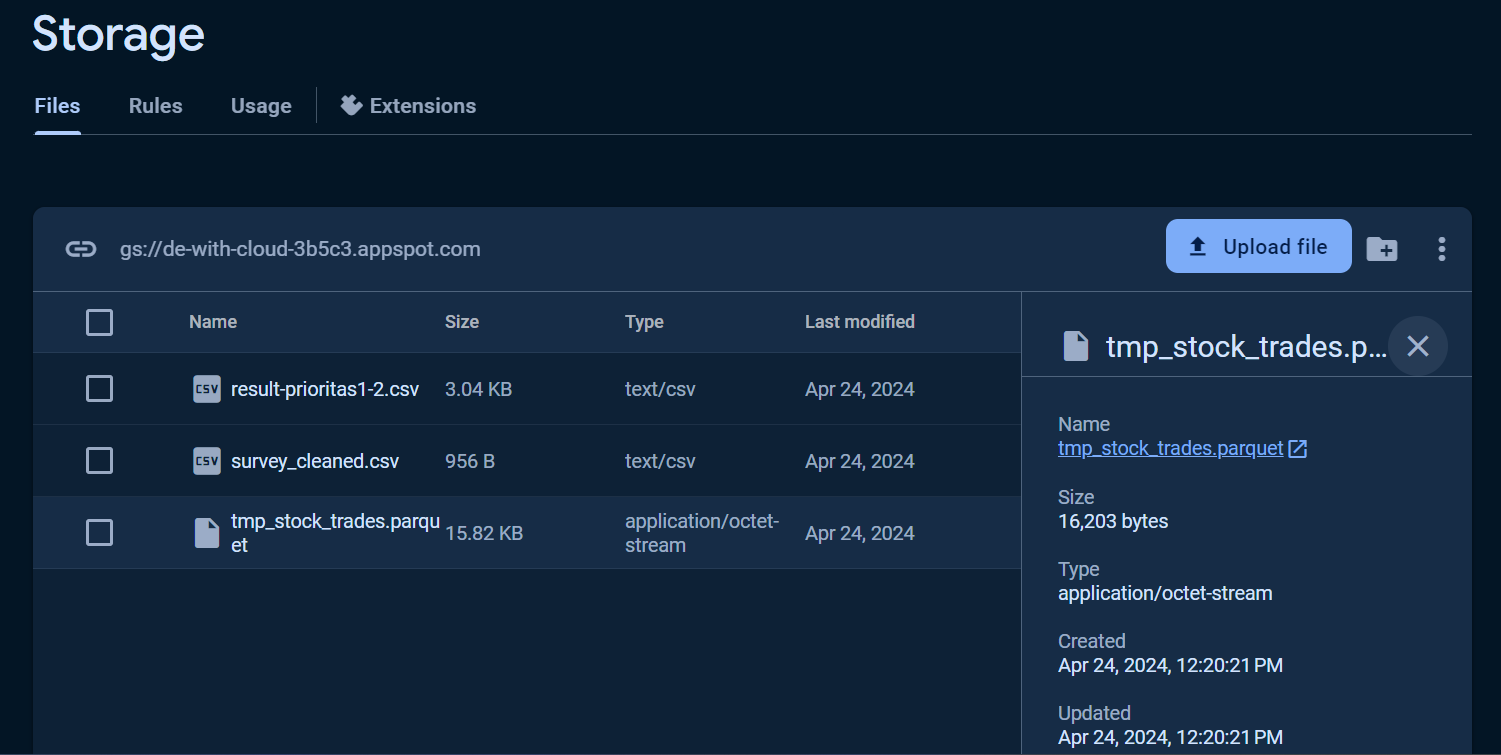 Storage
Files Rules Usage Extensions
gs://de-with-cloud-3b5c3.appspot.com Upload file
Name Size Type Last modified
CSV result-prioritas1-2.csv 3.04 KB text/csv Apr 24, 2024
CSV survey_cleaned.csv 956 B text/csv Apr 24, 2024
tmp_stock_trades.parqu
et 15.82 KB application/octet-
stream Apr 24, 2024
tmp_stock_trades.p...
Name
tmp_stock_trades.parquet
Size
16,203 bytes
Type
application/octet-stream
Created
Apr 24, 2024, 12:20:21 PM
Updated
Apr 24, 2024, 12:20:21 PM